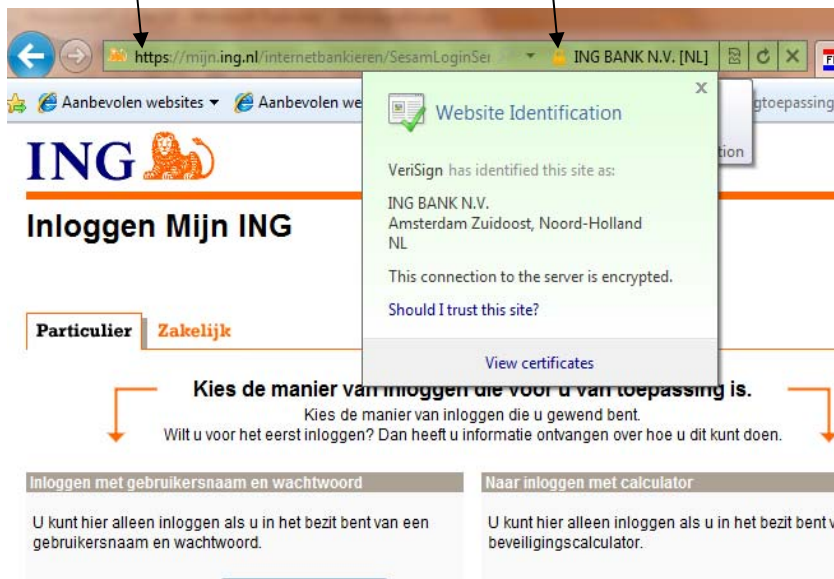 https://mijn.ing.nl/internetbankieren/SesamLoginSer
ING BANK N.V. [NL]
Aanbevolen websites
Aanbevolen we
gtoepassing
Website Identification
X
tion
VeriSign has identified this site as:
ING BANK N.V.
Amsterdam Zuidoost, Noord-Holland
NL
This connection to the server is encrypted.
Should I trust this site?
View certificates
ING
Inloggen Mijn ING
Particulier
Zakelijk
Kies de manier van inloggen die voor u van toepassing is.
Kies de manier van inloggen die u gewend bent.
Wilt u voor het eerst inloggen? Dan heeft u informatie ontvangen over hoe u dit kunt doen.
Inloggen met gebruikersnaam en wachtwoord
U kunt hier alleen inloggen als u in het bezit bent van een
gebruikersnaam en wachtwoord.
Naar inloggen met calculator
U kunt hier alleen inloggen als u in het bezit bent v
beveiligingscalculator.